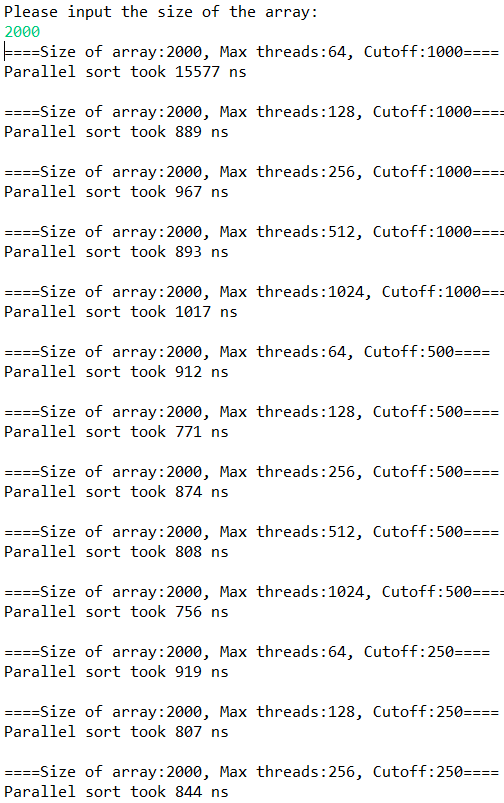 Please input the size of the array:
2000
====Size of array:2000, Max threads:64, Cutoff:1000====
Parallel sort took 15577 ns
====Size of array:2000, Max threads:128, Cutoff:1000====
Parallel sort took 889 ns
====Size of array:2000, Max threads:256, Cutoff:1000====
Parallel sort took 967 ns
====Size of array:2000, Max threads:512, Cutoff:1000====
Parallel sort took 893 ns
====Size of array:2000, Max threads:1024, Cutoff:1000===
Parallel sort took 1017 ns
====Size of array:2000, Max threads:64, Cutoff:500====
Parallel sort took 912 ns
====Size of array:2000, Max threads:128, Cutoff:500====
Parallel sort took 771 ns
====Size of array:2000, Max threads:256, Cutoff:500====
Parallel sort took 874 ns
====Size of array:2000, Max threads:512, Cutoff:500====
Parallel sort took 808 ns
====Size of array:2000, Max threads:1024, Cutoff:500====
Parallel sort took 756 ns
====Size of array:2000, Max threads:64, Cutoff:250====
Parallel sort took 919 ns
====Size of array:2000, Max threads:128, Cutoff:250====
Parallel sort took 807 ns
====Size of array:2000, Max threads:256, Cutoff:250====
Parallel sort took 844 ns